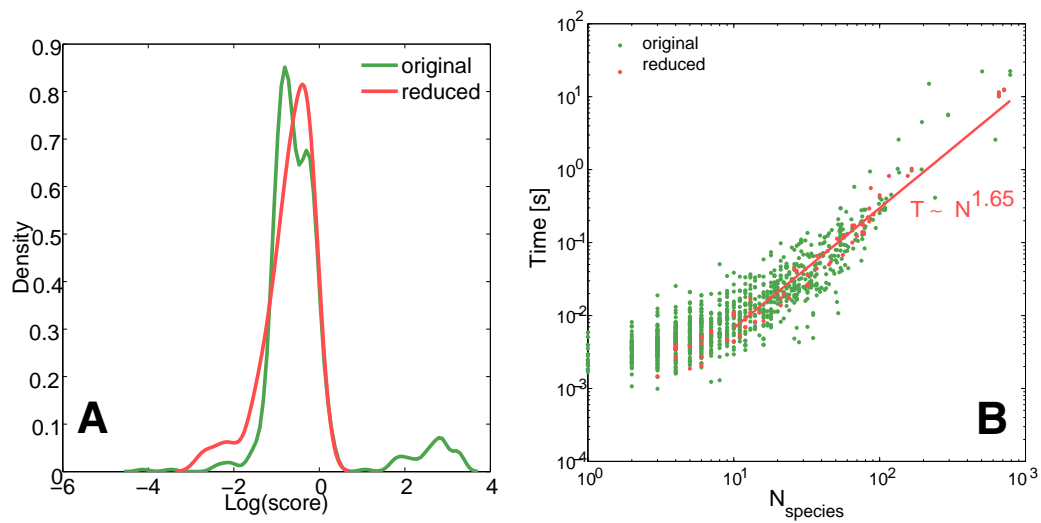 0.9
0.8
0.7
0.6
0.5
0.4
0.3
0.2
0.1
0
Density
−6
−4
−2
0
2
4
Log(score)
original
reduced
A
10^2
10^1
10^0
10^-1
10^-2
10^-3
10^-4
Time [s]
10^0
10^1
10^2
10^3
N_species
original
reduced
T ~ N^1.65
B